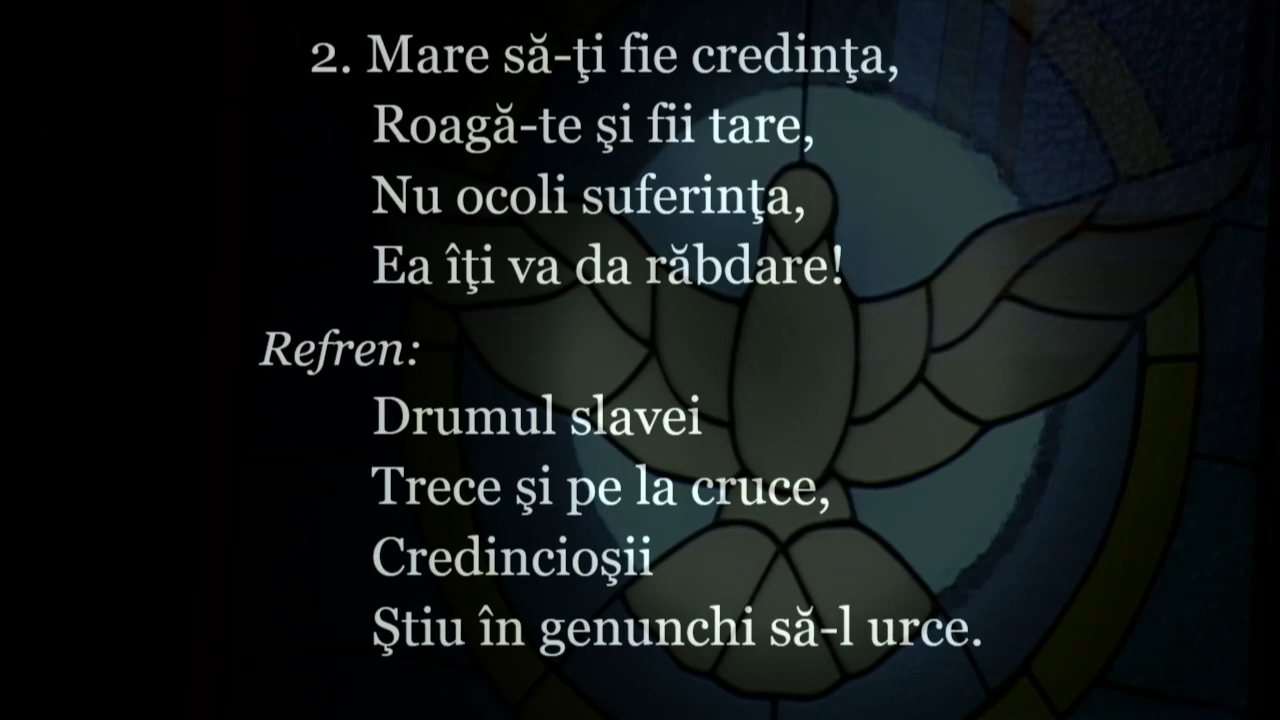 2. Mare să-ţi fie credinţa,
Roagă-te şi fii tare,
Nu ocoli suferinţa,
Ea îţi va da răbdare!
Refren:
Drumul slavei
Trece şi pe la cruce,
Credincioşii
Ştiu în genunchi să-l urce.